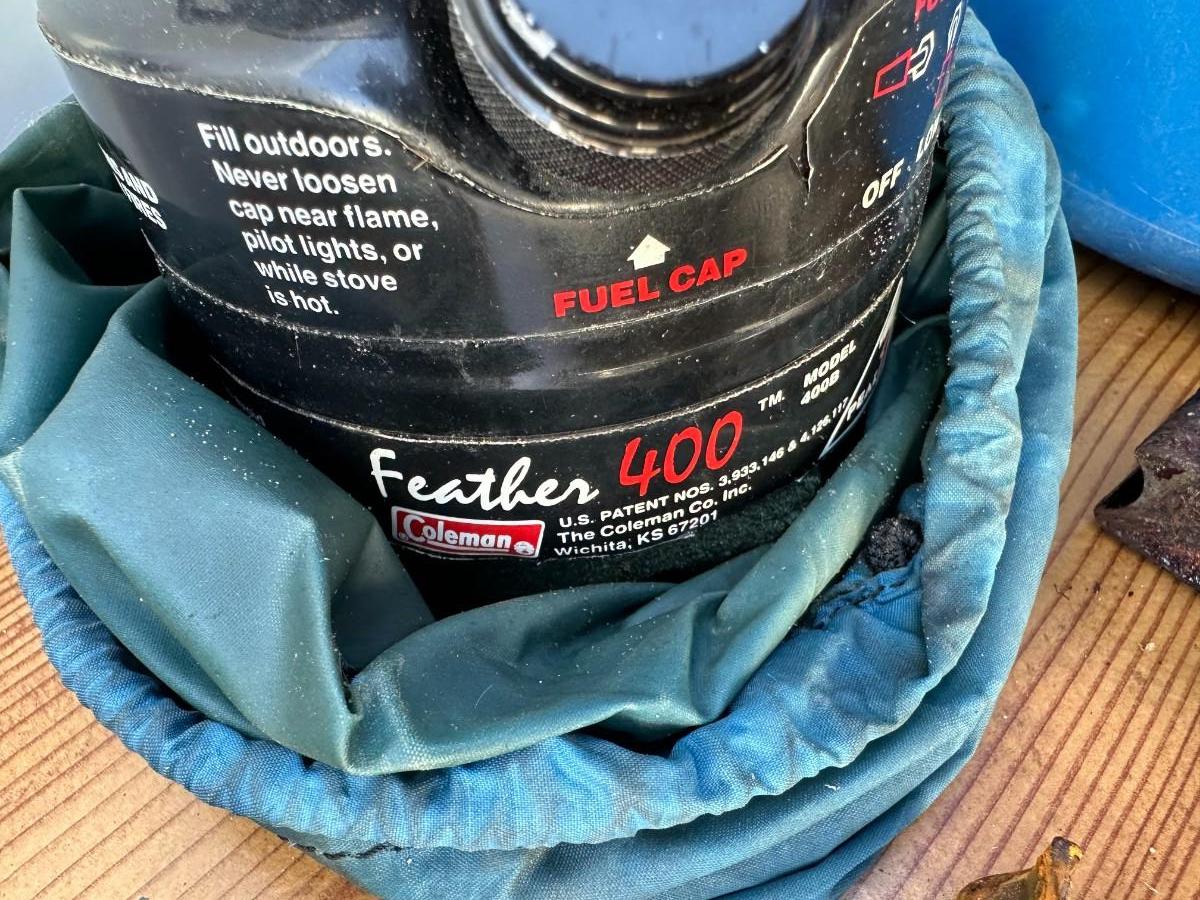 Fill outdoors.
Never loosen
cap near flame,
pilot lights, or
while stove
is hot.
FUEL CAP
OFF
Feather 400 TM. MODEL
400B
Coleman
U.S. PATENT NOS. 3,933,146 & 4,126,117
The Coleman Co. Inc.
Wichita, KS 67201